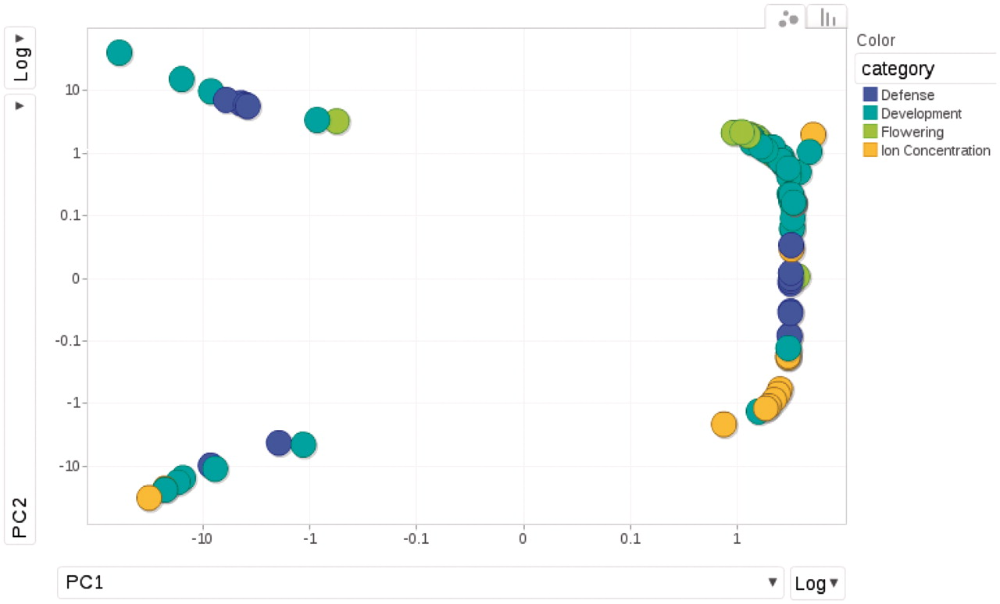 Color
category
Defense
Development
Flowering
Ion Concentration
Log
PC2
10
1
0.1
0
-0.1
-1
-10
-10
-1
-0.1
0
0.1
1
PC1
Log